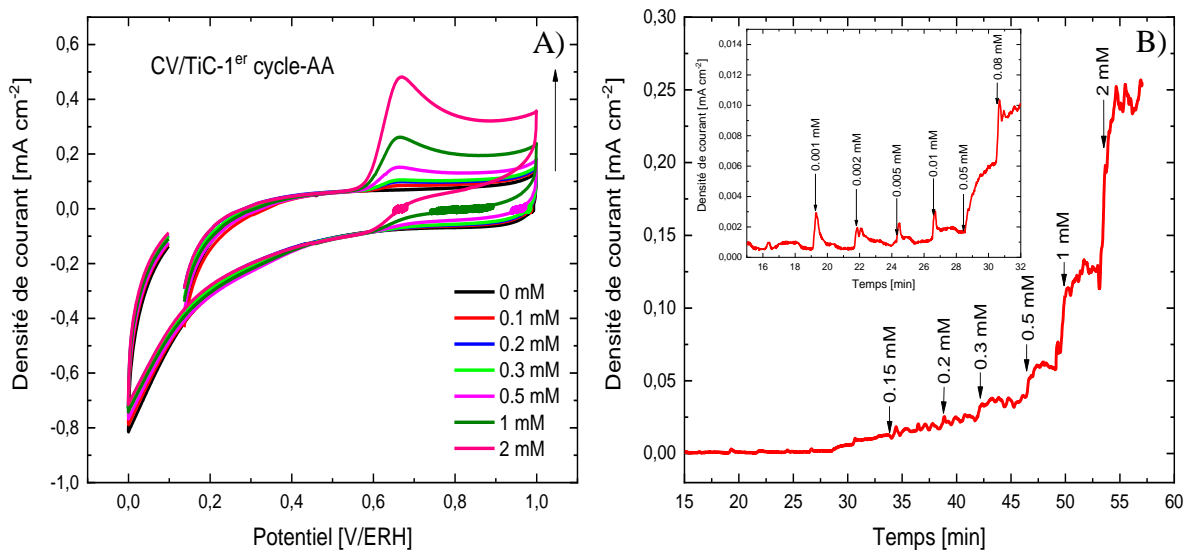 A)
CV/TiC-1er cycle-AA
0,6
0,4
0,2
0,0
-0,2
-0,4
-0,6
-0,8
-1,0
Densité de courant [mA cm-2]
0 mM
0.1 mM
0.2 mM
0.3 mM
0.5 mM
1 mM
2 mM
0,0
0,2
0,4
0,6
0,8
1,0
Potentiel [V/ERH]
B)
0,30
0,25
0,20
0,15
0,10
0,05
0,00
Densité de courant [mA cm-2]
0.15 mM
0.2 mM
0.3 mM
0.5 mM
1 mM
2 mM
15
20
25
30
35
40
45
50
55
60
Temps [min]
0,014
0,012
0,010
0,008
0,006
0,004
0,002
0,000
Densité de courant [mA cm-2]
0.001 mM
0.002 mM
0.005 mM
0.01 mM
0.05 mM
0.08 mM
15
16
18
19
20
22
23
24
26
27
28
30
31
32
Temps [min]